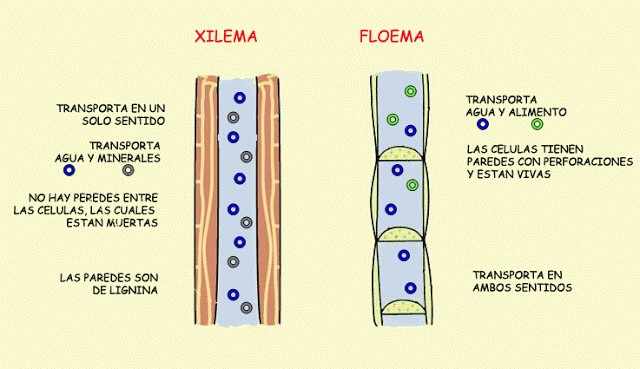 XILEMA
FLOEMA
TRANSPORTA EN UN
SOLO SENTIDO
TRANSPORTA
AGUA Y MINERALES
NO HAY PEREDES ENTRE
LAS CELULAS, LAS CUALES
ESTAN MUERTAS
LAS PAREDES SON
DE LIGNINA
TRANSPORTA
AGUA Y ALIMENTO
LAS CELULAS TIENEN
PAREDES CON PERFORACIONES
Y ESTAN VIVAS
TRANSPORTA EN
AMBOS SENTIDOS